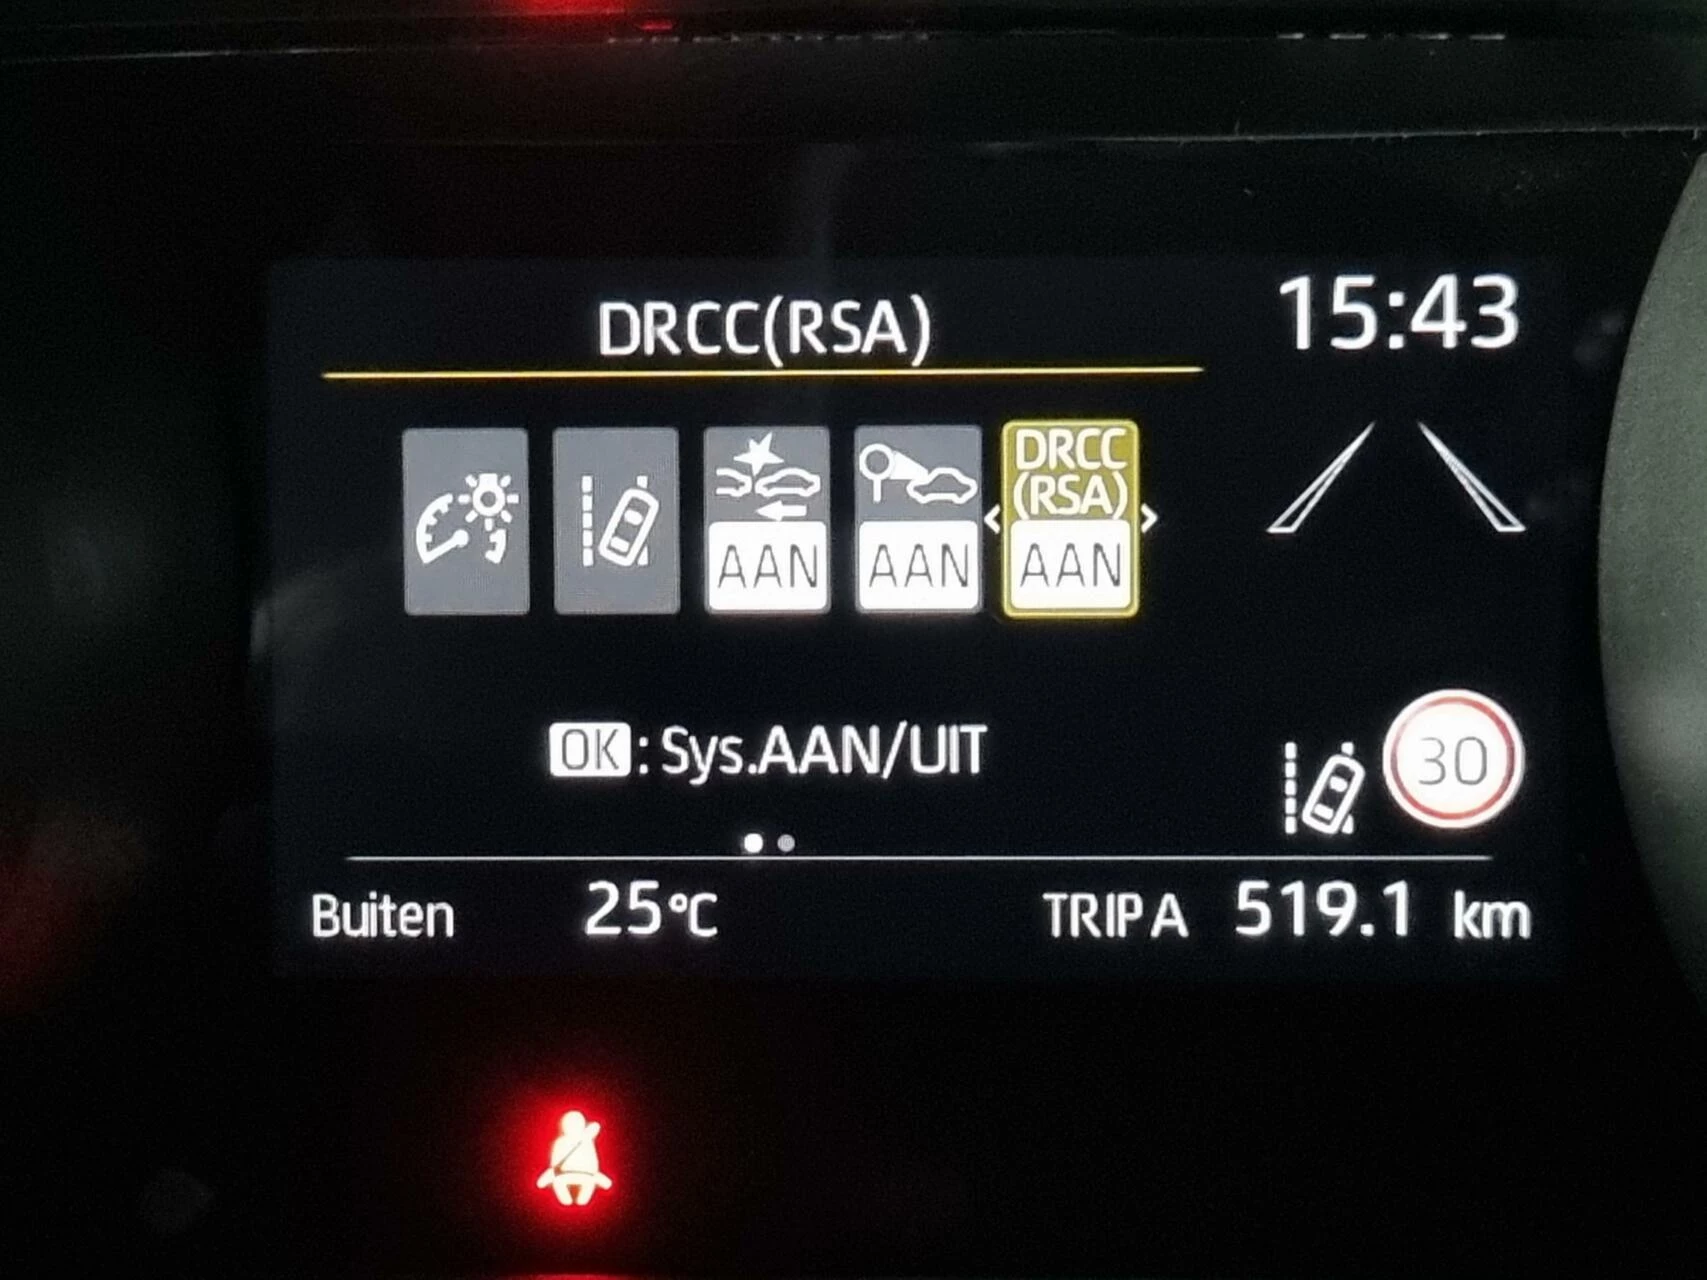 DRCC(RSA)
15:43
DRCC
(RSA)
AAN AAN AAN
OK : Sys.AAN/UIT
30
Buiten 25°C TRIP A 519.1 km